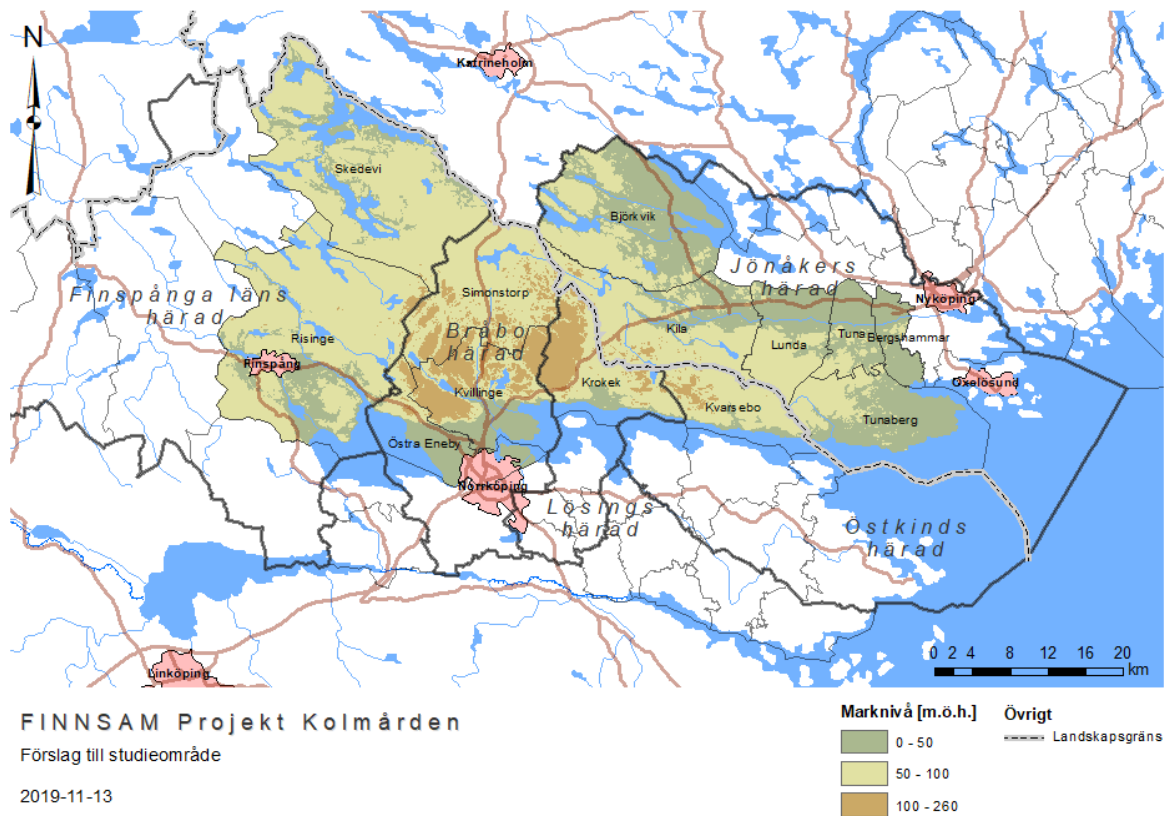 N
Katrineholm
Skedevi
Björkvik
Jönåkers
härad
Finspånga läns
härad
Nyköping
Simonstorp
Bråbo
härad
Risinge
Kila
Lunda
Tuna
Bergshammar
Finspång
Krokek
Oxelösund
Kvillinge
Kvarsebo
Tunaberg
Östra Eneby
Norrköping
Lösings
härad
Östkinds
härad
Linköping
0 2 4 8 12 16 20
km
FINNSAM Projekt Kolmården
Förslag till studieområde
2019-11-13
Marknivå [m.ö.h.]
0 - 50
50 - 100
100 - 260
Övrigt
Landskapsgräns